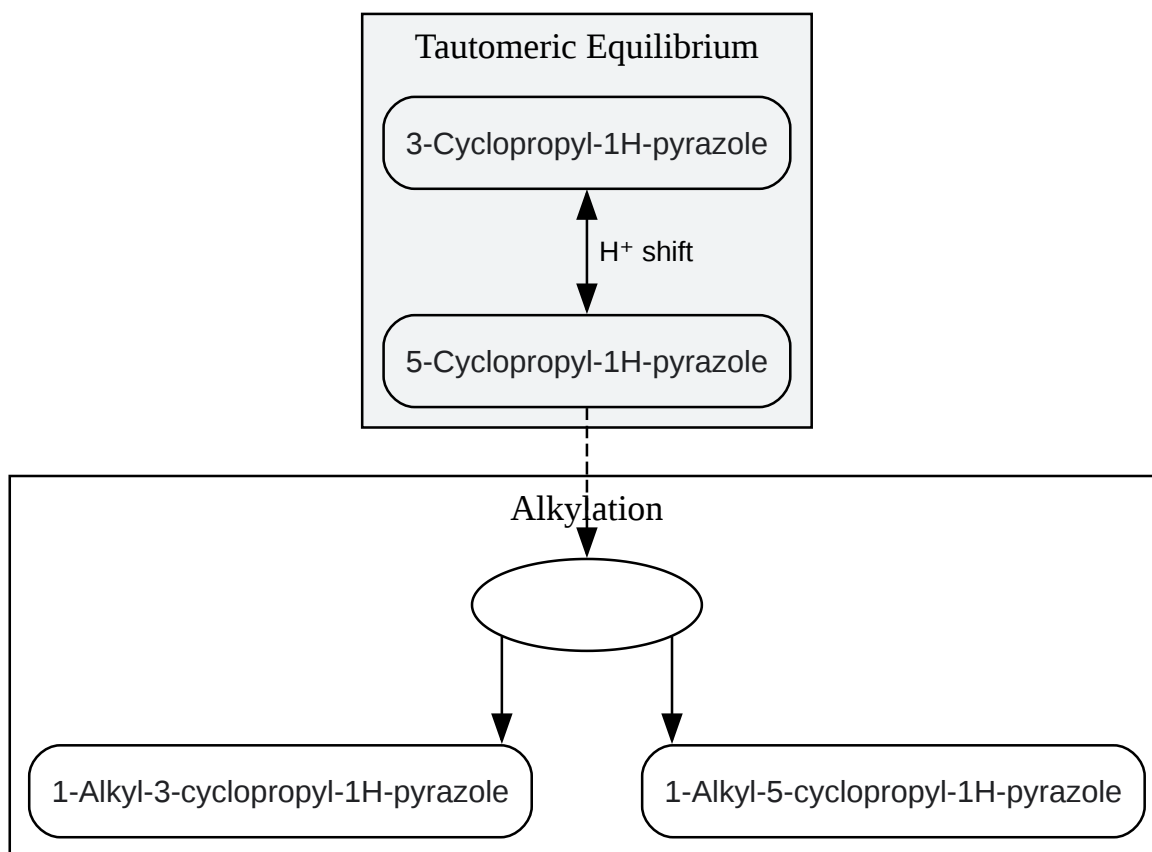 Tautomeric Equilibrium
3-Cyclopropyl-1H-pyrazole
H⁺ shift
5-Cyclopropyl-1H-pyrazole
Alkylation
1-Alkyl-3-cyclopropyl-1H-pyrazole
1-Alkyl-5-cyclopropyl-1H-pyrazole